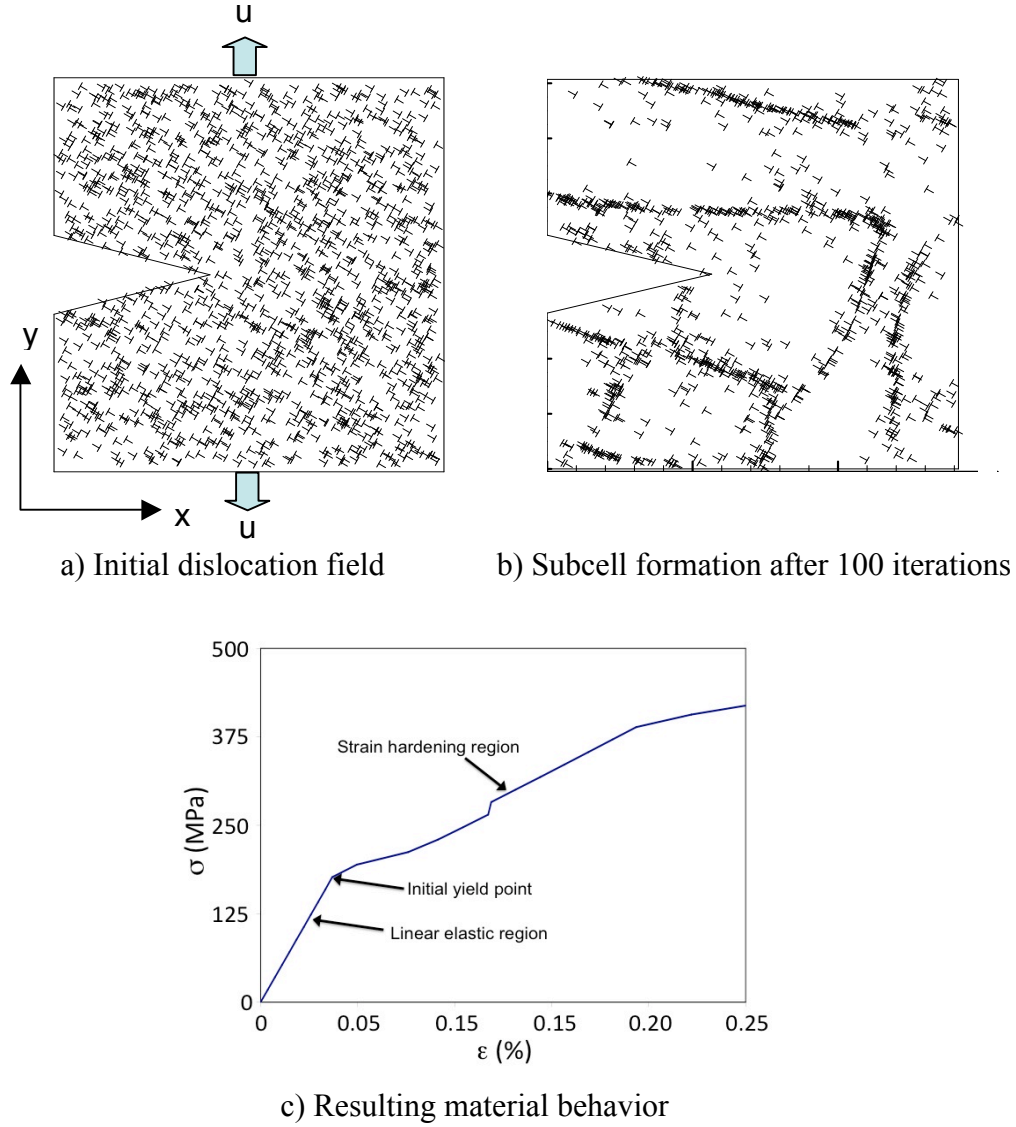 u
y
x
u
a) Initial dislocation field
b) Subcell formation after 100 iterations
500
375
250
125
0
σ (MPa)
Strain hardening region
Initial yield point
Linear elastic region
0 0.05 0.15 0.15 0.20 0.25
ε (%)
c) Resulting material behavior